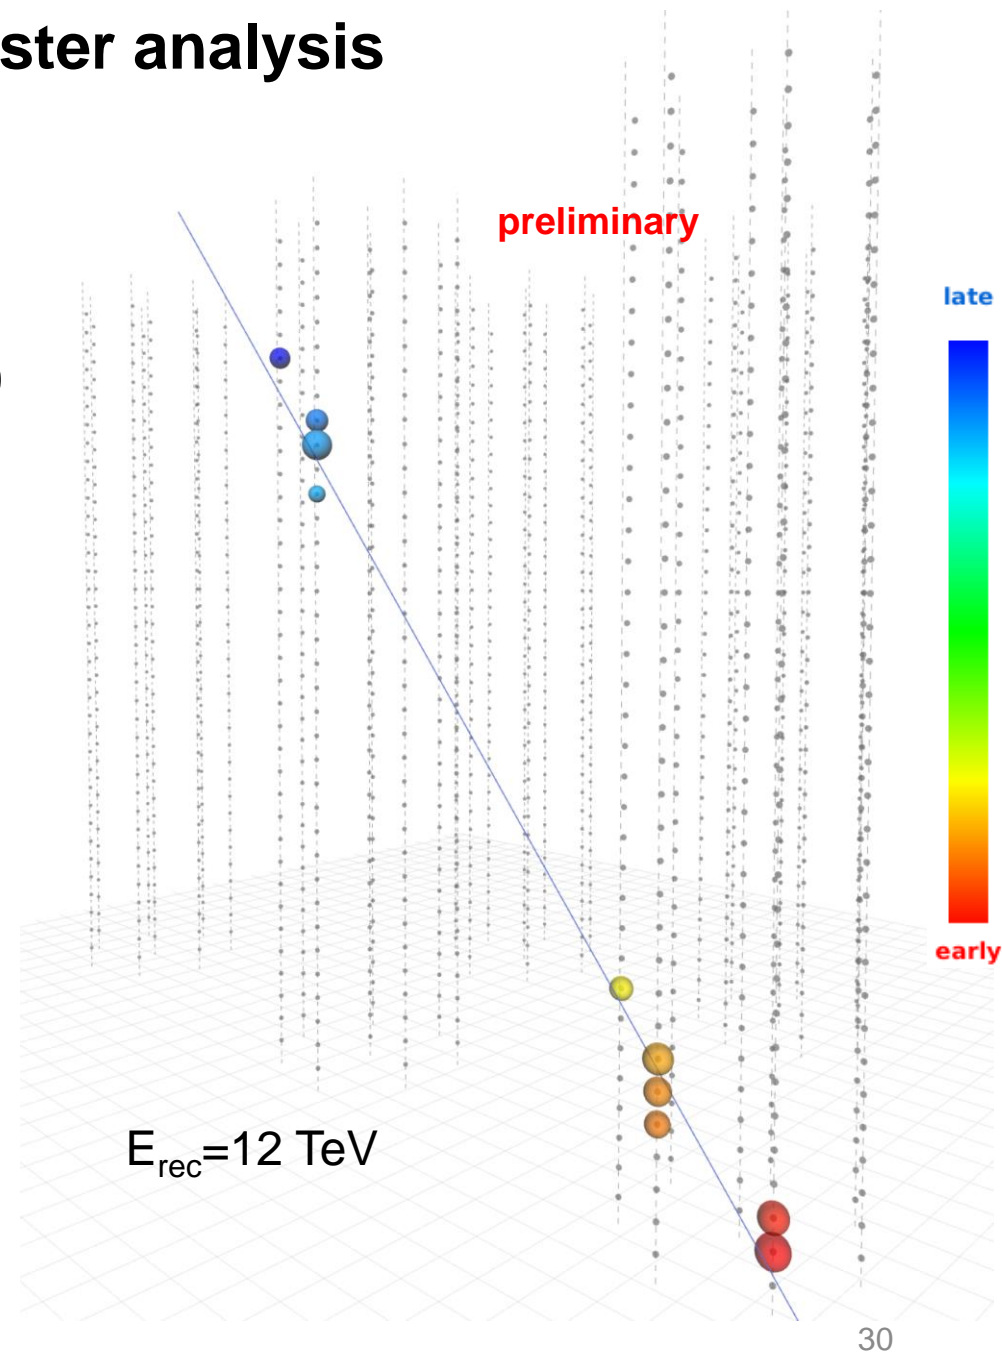 ster analysis
preliminary
late
)
early
E_rec=12 TeV
30